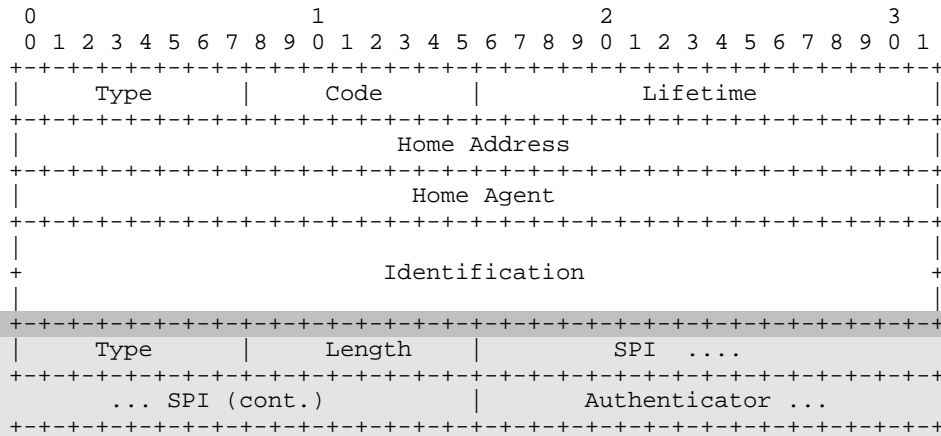 0                   1                   2                   3
 0 1 2 3 4 5 6 7 8 9 0 1 2 3 4 5 6 7 8 9 0 1 2 3 4 5 6 7 8 9 0 1
+-+-+-+-+-+-+-+-+-+-+-+-+-+-+-+-+-+-+-+-+-+-+-+-+-+-+-+-+-+-+-+-+
|     Type      |     Code      |           Lifetime            |
+-+-+-+-+-+-+-+-+-+-+-+-+-+-+-+-+-+-+-+-+-+-+-+-+-+-+-+-+-+-+-+-+
|                          Home Address                         |
+-+-+-+-+-+-+-+-+-+-+-+-+-+-+-+-+-+-+-+-+-+-+-+-+-+-+-+-+-+-+-+-+
|                           Home Agent                          |
+-+-+-+-+-+-+-+-+-+-+-+-+-+-+-+-+-+-+-+-+-+-+-+-+-+-+-+-+-+-+-+-+
|                                                               |
+                         Identification                        +
|                                                               |
+-+-+-+-+-+-+-+-+-+-+-+-+-+-+-+-+-+-+-+-+-+-+-+-+-+-+-+-+-+-+-+-+
|     Type      |     Length    |         SPI  ....
+-+-+-+-+-+-+-+-+-+-+-+-+-+-+-+-+-+-+-+-+-+-+-+-+-+-+-+-+-+-+-+-+
       ... SPI (cont.)          |       Authenticator ...
+-+-+-+-+-+-+-+-+-+-+-+-+-+-+-+-+-+-+-+-+-+-+-+-+-+-+-+-+-+-+-+-+